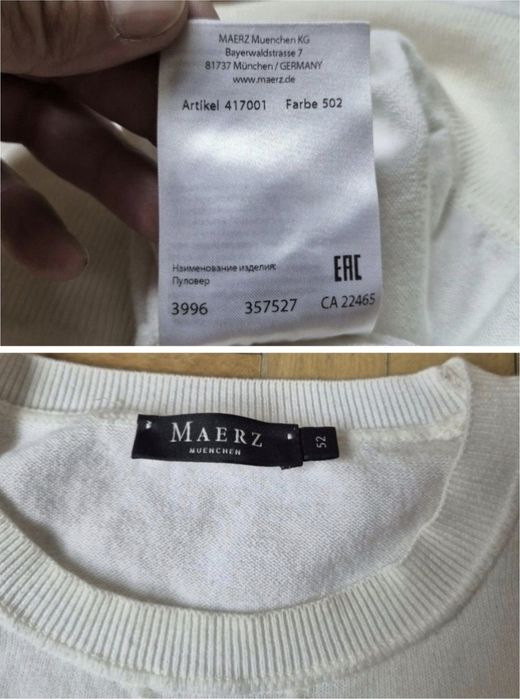 MAERZ Muenchen KG
Bayerwaldstrasse 7
81737 München / GERMANY
www.maerz.de
Artikel 417001 Farbe 502
Наименование изделия:
Пуловер
EAC
3996 357527 CA 22465
MAERZ
MUENCHEN
52